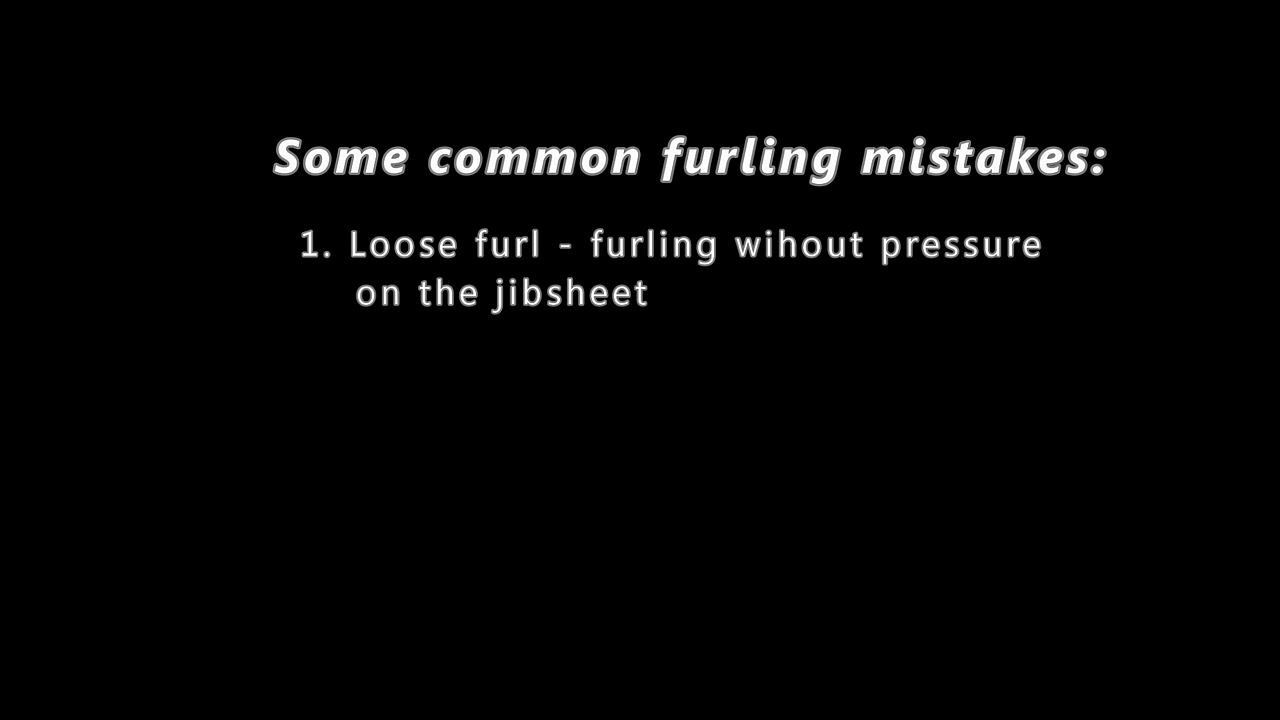 Some common furling mistakes:
1. Loose furl - furling wihout pressure
on the jibsheet